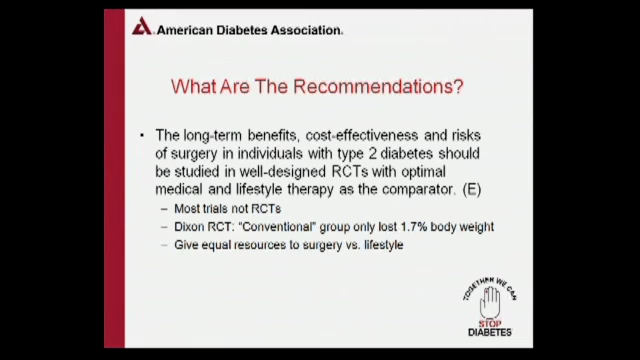 American Diabetes Association.
What Are The Recommendations?
• The long-term benefits, cost-effectiveness and risks
of surgery in individuals with type 2 diabetes should
be studied in well-designed RCTs with optimal
medical and lifestyle therapy as the comparator. (E)
– Most trials not RCTs
– Dixon RCT: “Conventional” group only lost 1.7% body weight
– Give equal resources to surgery vs. lifestyle
TOGETHER WE CAN
STOP
DIABETES